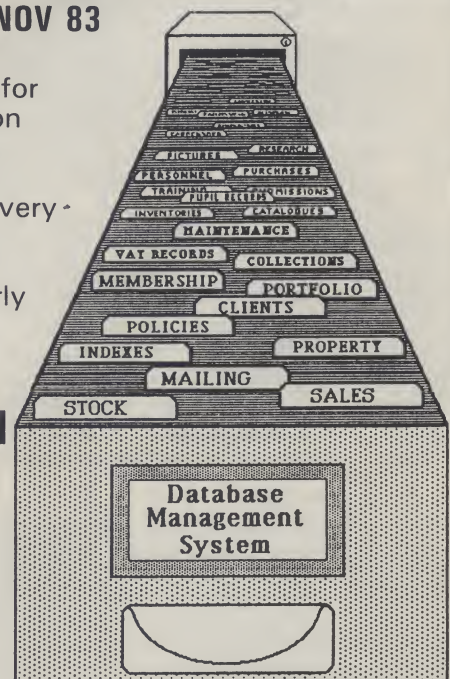 NOV 83
for
on
very
rly
RESEARCH
PICTURES
PURCHASES
PERSONNEL
TRAINING
PUPIL RECORDS
INVENTORIES
CATALOGUES
MAINTENANCE
VAT RECORDS
COLLECTIONS
MEMBERSHIP
PORTFOLIO
CLIENTS
POLICIES
INDEXES
PROPERTY
MAILING
SALES
STOCK
Database
Management
System